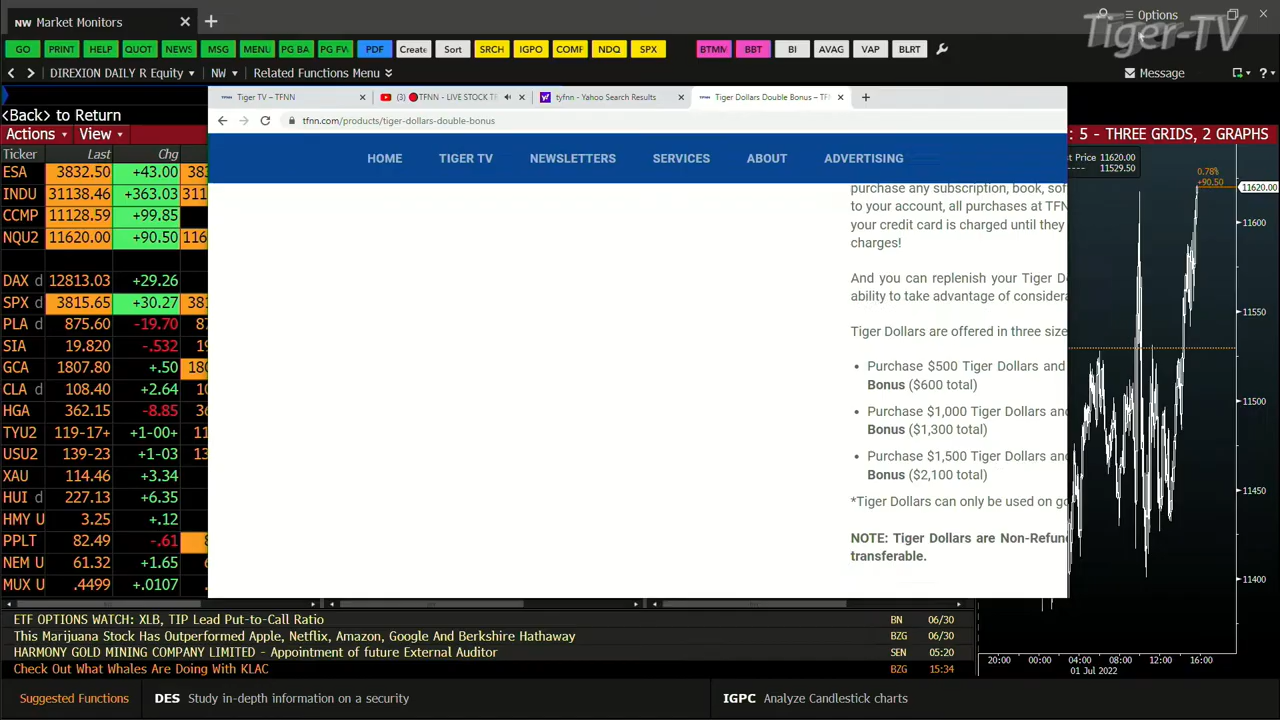 NW Market Monitors
Options
Tiger-TV
GO PRINT HELP QUOT NEWS MSG MENU PG BA PG FW PDF Create Sort SRCH IGPO COMF NDQ SPX BTMM BBT BI AVAG VAP BLRT
DIREXION DAILY R Equity NW Related Functions Menu
Message
<Back> to Return
Actions View
: 5 - THREE GRIDS, 2 GRAPHS
Ticker Last Chg
ESA 3832.50 +43.00
INDU 31138.46 +363.03
CCMP 11128.59 +99.85
NQU2 11620.00 +90.50
DAX d 12813.03 +29.26
SPX d 3815.65 +30.27
PLA d 875.60 -19.70
SIA 19.820 -.532
GCA 1807.80 +.50
CLA d 108.40 +2.64
HGA 362.15 -8.85
TYU2 119-17+ +1-00+
USU2 139-23 +1-03
XAU 114.46 +3.34
HUI d 227.13 +6.35
HMY U 3.25 +.12
PPLT 82.49 -.61
NEM U 61.32 +1.65
MUX U .4499 +.0107
Tiger TV – TFNN
(3) TFNN - LIVE STOCK
tyfnn - Yahoo Search Results
Tiger Dollars Double Bonus – TFN
tfnn.com/products/tiger-dollars-double-bonus
HOME TIGER TV NEWSLETTERS SERVICES ABOUT ADVERTISING
purchase any subscription, book,
to your account, all purchases at
your credit card is charged until they
charges!
And you can replenish your Tiger
ability to take advantage of
Tiger Dollars are offered in three
Purchase $500 Tiger Dollars and
Bonus ($600 total)
Purchase $1,000 Tiger Dollars and
Bonus ($1,300 total)
Purchase $1,500 Tiger Dollars and
Bonus ($2,100 total)
*Tiger Dollars can only be used on
NOTE: Tiger Dollars are
transferable.
st Price 11620.00
---- 11529.50
0.78%
+90.50
11620.00
11600
11550
11500
11450
11400
20:00 00:00 04:00 08:00 12:00 16:00
01 Jul 2022
ETF OPTIONS WATCH: XLB, TIP Lead Put-to-Call Ratio BN 06/30
This Marijuana Stock Has Outperformed Apple, Netflix, Amazon, Google And Berkshire Hathaway BZG 06/30
HARMONY GOLD MINING COMPANY LIMITED - Appointment of future External Auditor SEN 05:20
Check Out What Whales Are Doing With KLAC BZG 15:34
Suggested Functions DES Study in-depth information on a security IGPC Analyze Candlestick charts